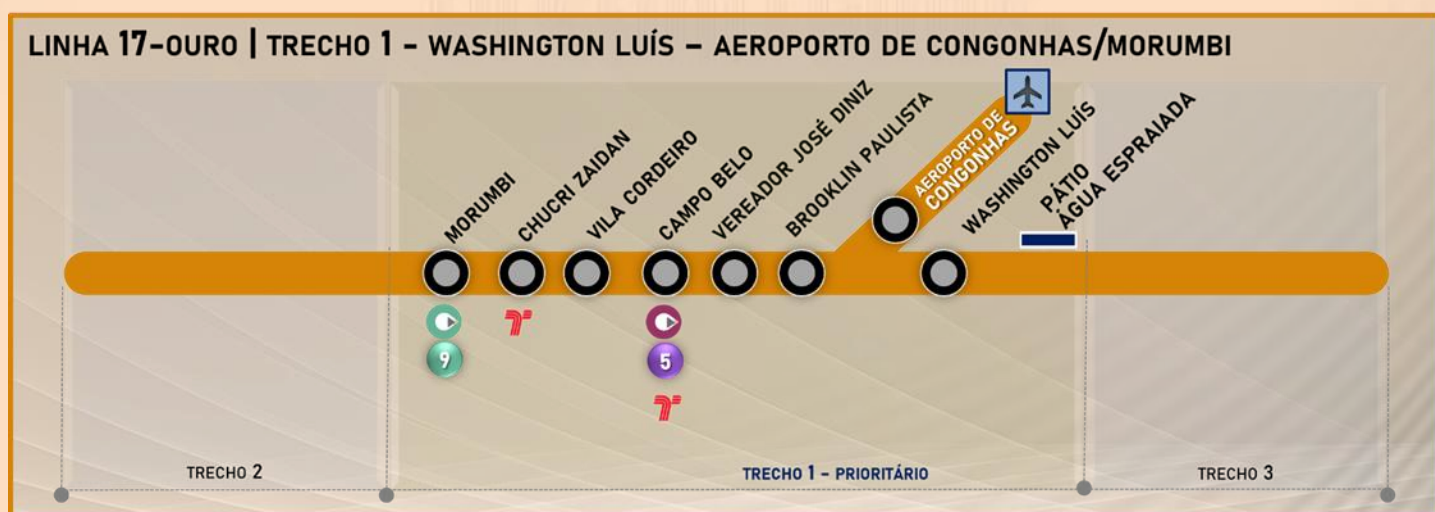 LINHA 17-OURO | TRECHO 1 - WASHINGTON LUÍS – AEROPORTO DE CONGONHAS/MORUMBI
MORUMBI
CHUCRI ZAIDAN
VILA CORDEIRO
CAMPO BELO
VEREADOR JOSÉ DINIZ
BROOKLIN PAULISTA
AEROPORTO DE
CONGONHAS
WASHINGTON LUÍS
PÁTIO
ÁGUA ESPRAIADA
9
5
TRECHO 2
TRECHO 1 - PRIORITÁRIO
TRECHO 3